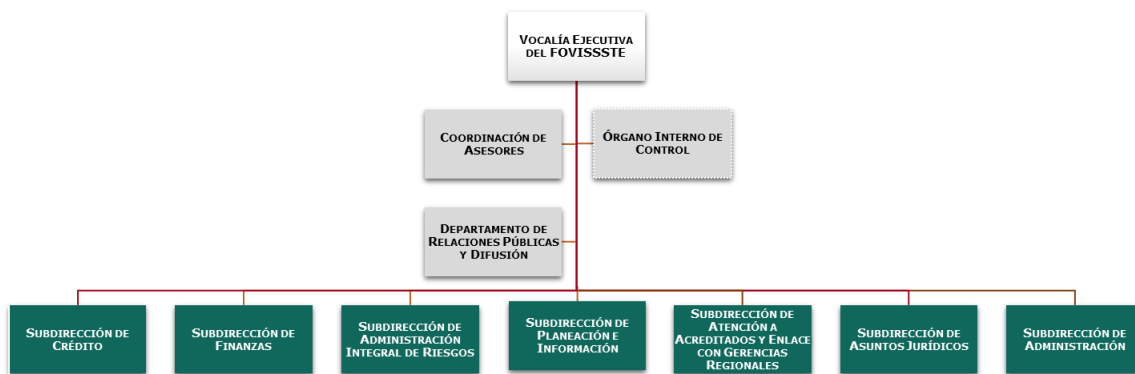 VOCALÍA EJECUTIVA
DEL FOVISSSTE
COORDINACIÓN DE
ASESORES
ÓRGANO INTERNO DE
CONTROL
DEPARTAMENTO DE
RELACIONES PÚBLICAS
Y DIFUSIÓN
SUBDIRECCIÓN DE
CRÉDITO
SUBDIRECCIÓN DE
FINANZAS
SUBDIRECCIÓN DE
ADMINISTRACIÓN
INTEGRAL DE RIESGOS
SUBDIRECCIÓN DE
PLANEACIÓN E
INFORMACIÓN
SUBDIRECCIÓN DE
ATENCIÓN A
ACREDITADOS Y ENLACE
CON GERENCIAS
REGIONALES
SUBDIRECCIÓN DE
ASUNTOS JURÍDICOS
SUBDIRECCIÓN DE
ADMINISTRACIÓN